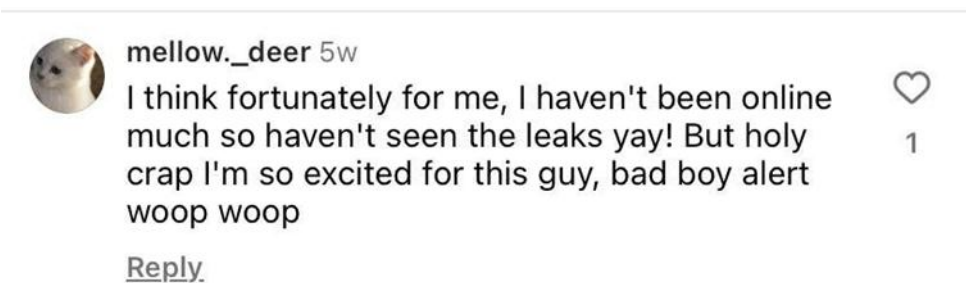 mellow._deer 5w
I think fortunately for me, I haven't been online
much so haven't seen the leaks yay! But holy
crap I'm so excited for this guy, bad boy alert
woop woop
1
Reply